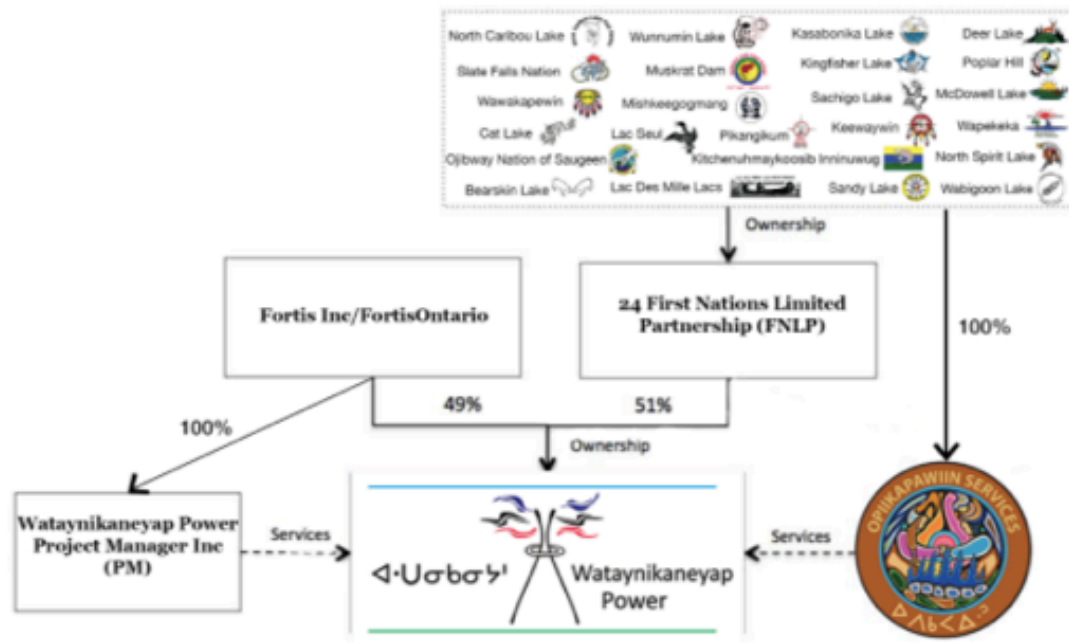 North Caribou Lake
Wunrumin Lake
Kasabonika Lake
Deer Lake
Slate Falls Nation
Muskrat Dam
Kingfisher Lake
Poplar Hill
Wawakapewin
Mishkeegogmang
Sachigo Lake
McDowell Lake
Cat Lake
Lac Seul
Pikangikum
Keewaywin
Wapekeka
Ojibway Nation of Saugeen
Kitchenuhmaykoosib Inninuwug
North Spirit Lake
Bearskin Lake
Lac Des Mille Lacs
Sandy Lake
Wabigoon Lake
Ownership
Fortis Inc/FortisOntario
24 First Nations Limited
Partnership (FNLP)
100%
49%
51%
100%
Ownership
Wataynikaneyap Power
Project Manager Inc
(PM)
Services
ᐊ·ᑌᓂᑲᓂᔭᑊ
Wataynikaneyap
Power
Services
OPIIKAPAWIIN SERVICES